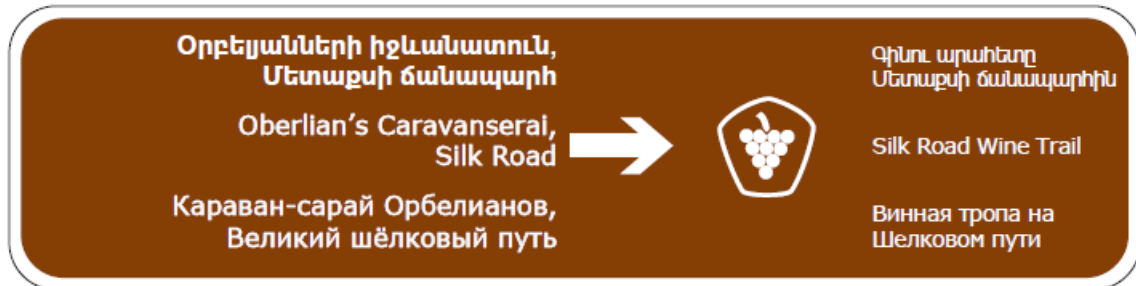 Օրբելյանների իջևանատուն,
Մետաքսի ճանապարհ
Oberlian’s Caravanserai,
Silk Road
Караван-сарай Орбелианов,
Великий шёлковый путь
Գինու արահետը
Մետաքսի ճանապարհին
Silk Road Wine Trail
Винная тропа на
Шелковом пути